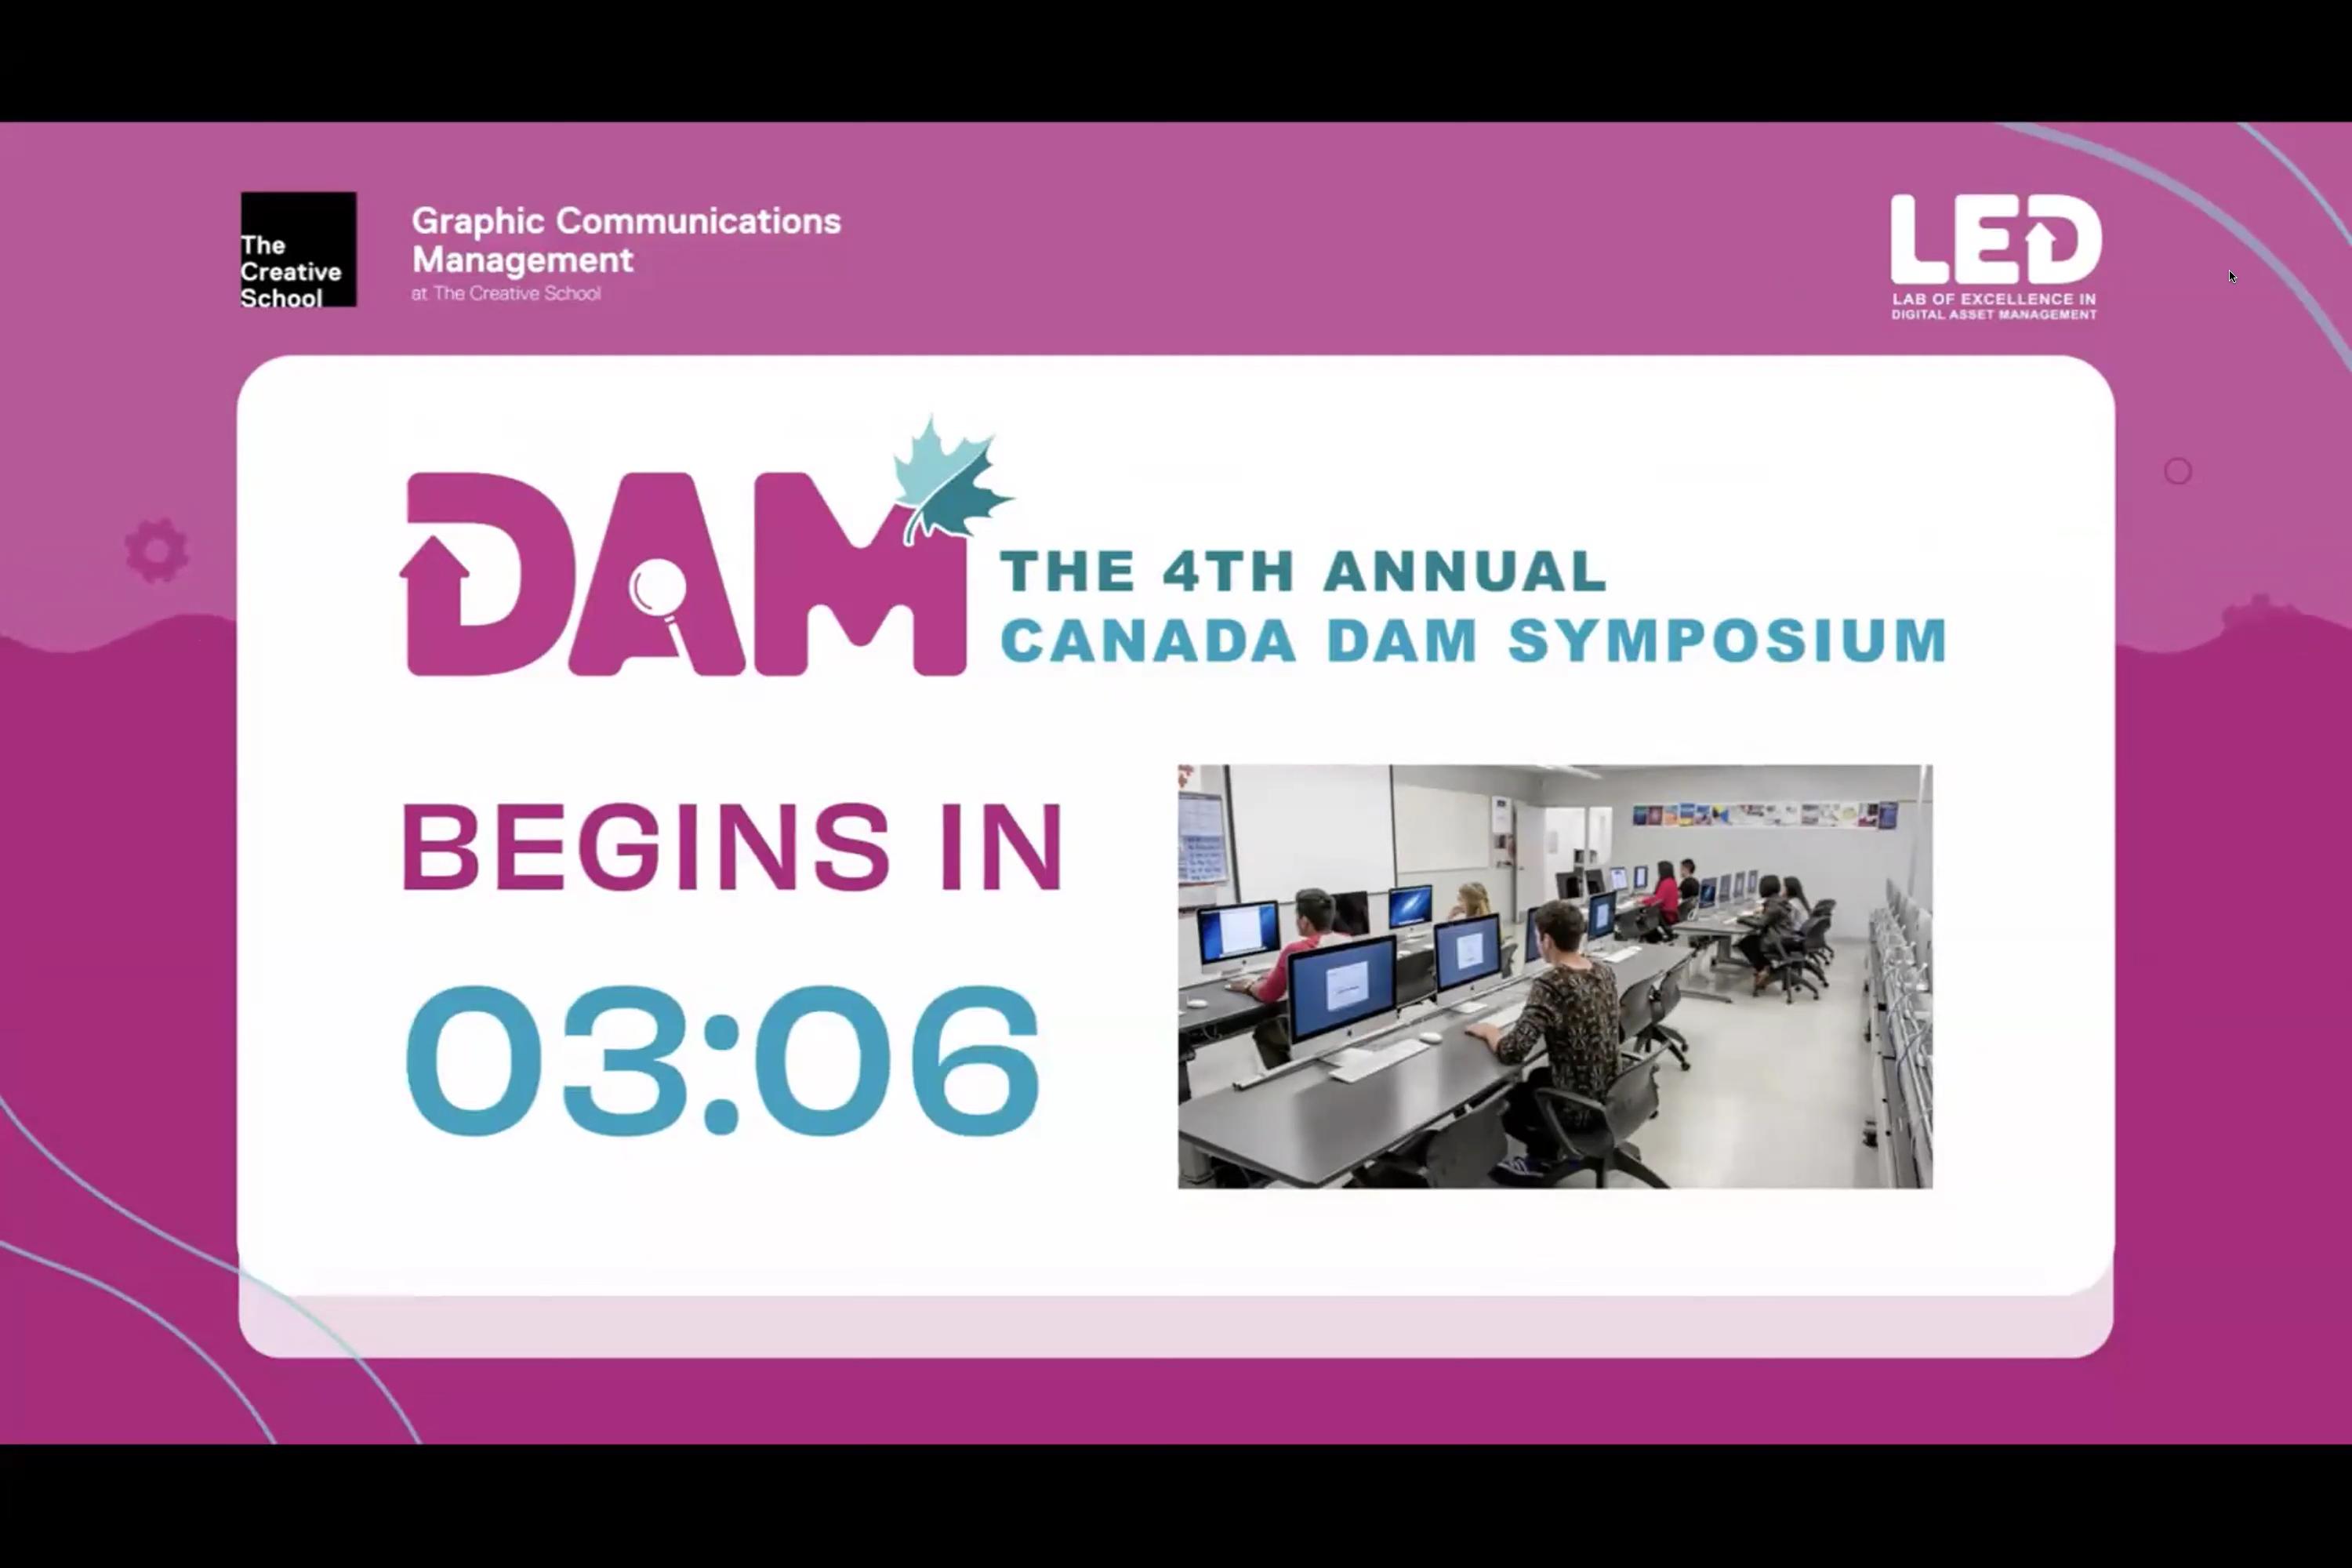 The
Creative
School
Graphic Communications
Management
at The Creative School
LED
LAB OF EXCELLENCE IN
DIGITAL ASSET MANAGEMENT
DAM
THE 4TH ANNUAL
CANADA DAM SYMPOSIUM
BEGINS IN
03:06